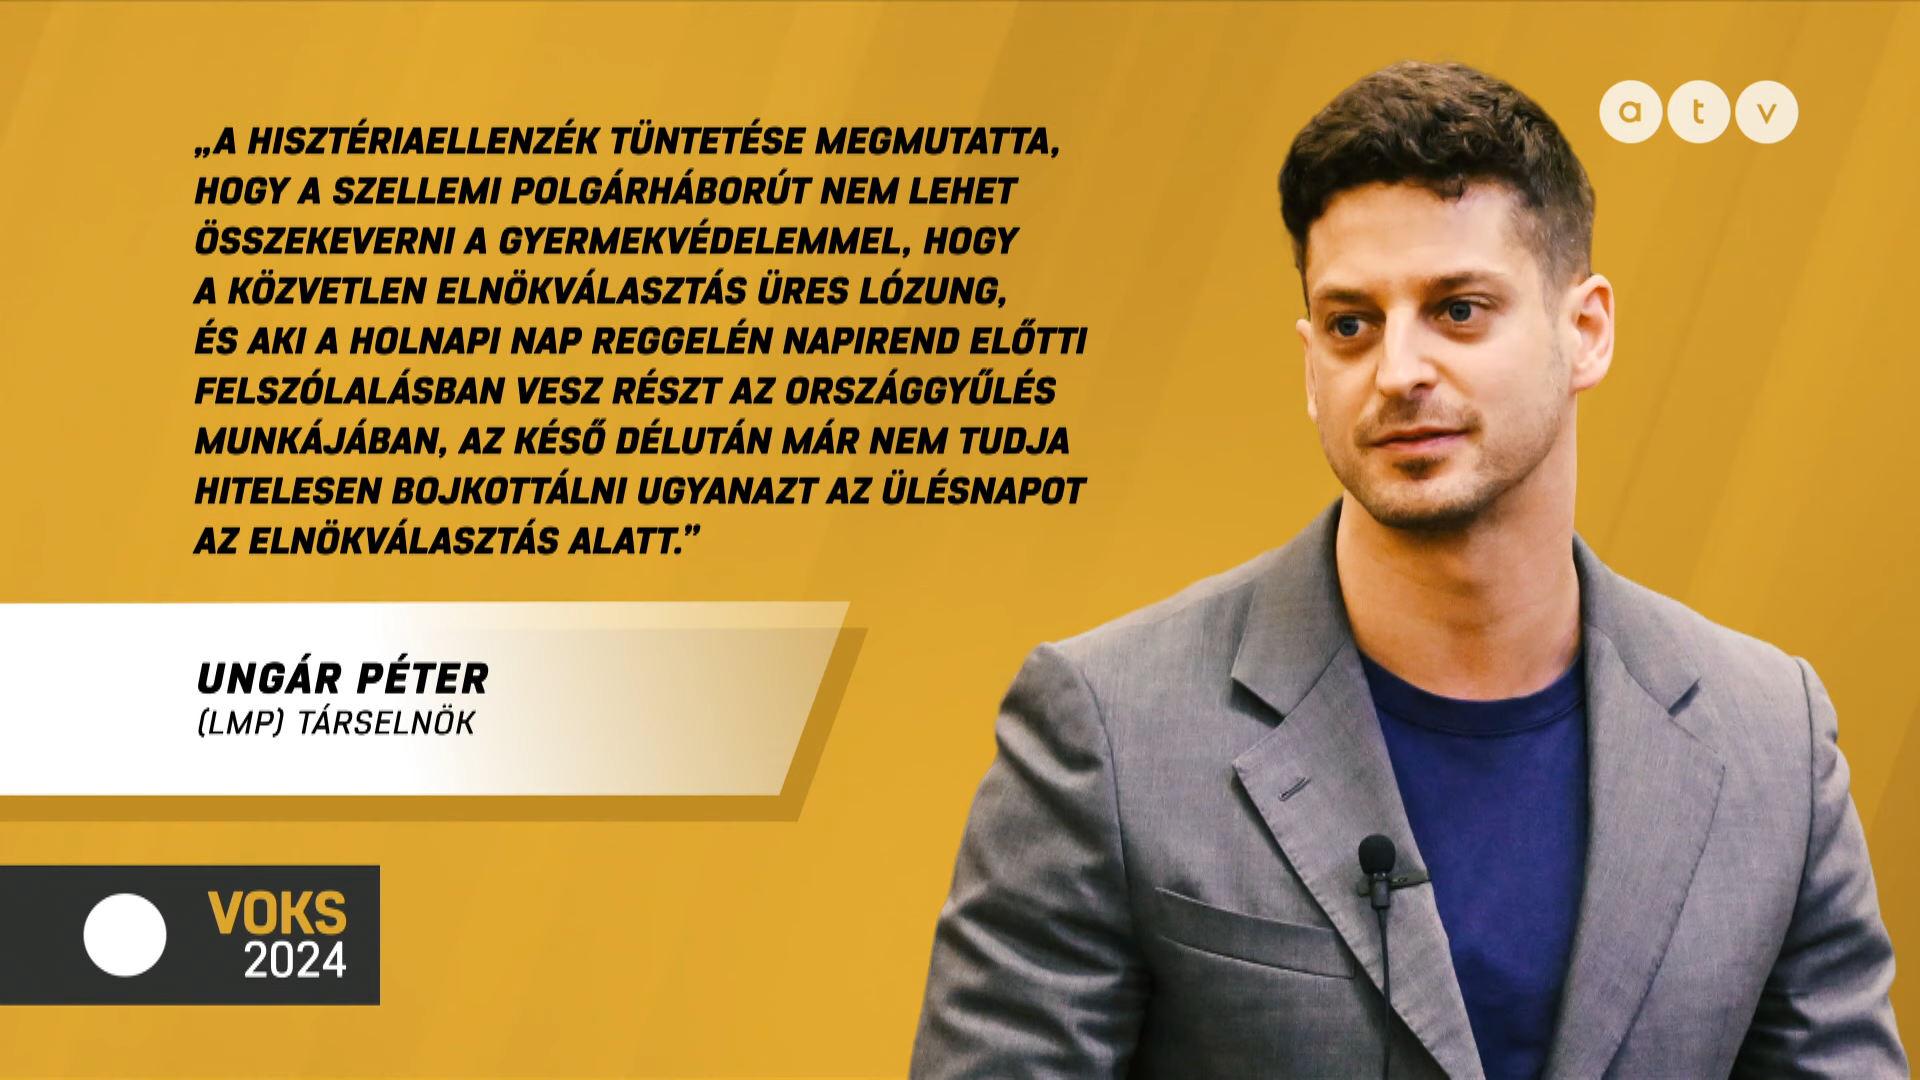 „A HISZTÉRIAELLENZÉK TÜNTETÉSE MEGMUTATTA,
HOGY A SZELLEMI POLGÁRHÁBORÚT NEM LEHET
ÖSSZEKEVERNI A GYERMEKVÉDELEMMEL, HOGY
A KÖZVETLEN ELNÖKVÁLASZTÁS ÜRES LÓZUNG,
ÉS AKI A HOLNAPI NAP REGGELÉN NAPIREND ELŐTTI
FELSZÓLALÁSBAN VESZ RÉSZT AZ ORSZÁGGYŰLÉS
MUNKÁJÁBAN, AZ KÉSŐ DÉLUTÁN MÁR NEM TUDJA
HITELESEN BOJKOTTÁLNI UGYANAZT AZ ÜLÉSNAPOT
AZ ELNÖKVÁLASZTÁS ALATT.”
atv
UNGÁR PÉTER
(LMP) TÁRSELNÖK
VOKS
2024